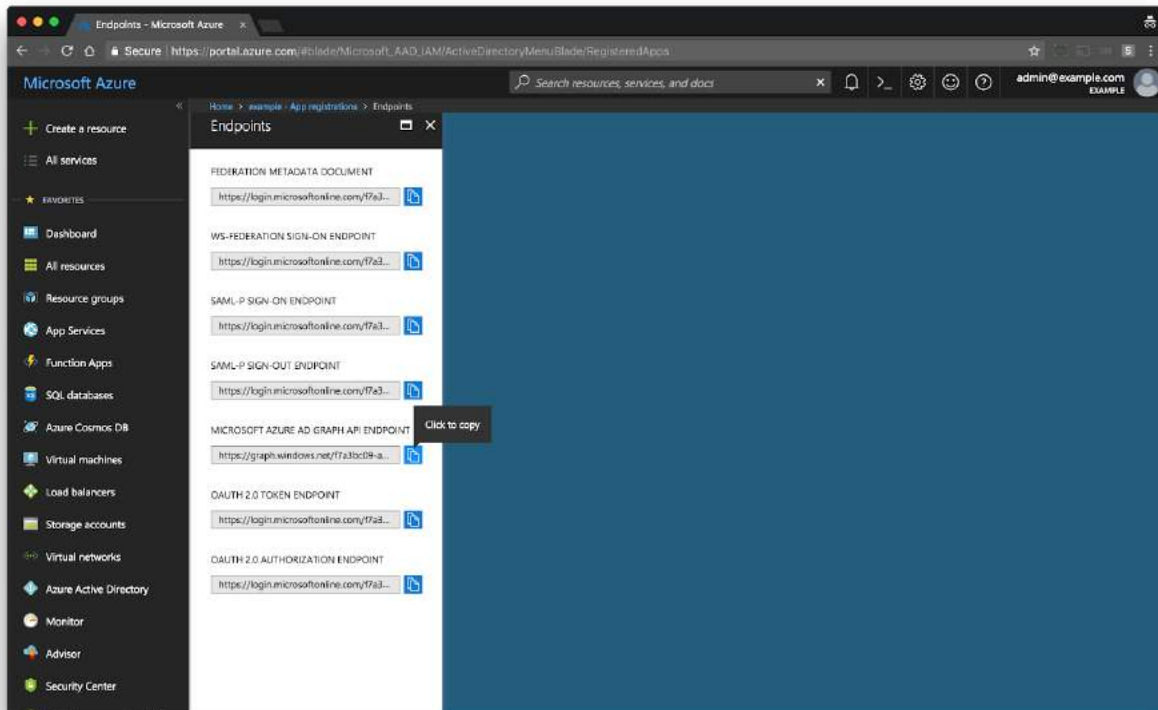 Endpoints - Microsoft Azure
Secure https://portal.azure.com/#blade/Microsoft_AAD_IAM/ActiveDirectoryMenuBlade/RegisteredApps
S
Microsoft Azure
Search resources, services, and docs
admin@example.com
EXAMPLE
Home > example - App registrations > Endpoints
Endpoints
Create a resource
All services
FAVORITES
Dashboard
All resources
Resource groups
App Services
Function Apps
SQL databases
Azure Cosmos DB
Virtual machines
Load balancers
Storage accounts
Virtual networks
Azure Active Directory
Monitor
Advisor
Security Center
FEDERATION METADATA DOCUMENT
https://login.microsoftonline.com/f7a3...
WS-FEDERATION SIGN-ON ENDPOINT
https://login.microsoftonline.com/f7a3...
SAML-P SIGN-ON ENDPOINT
https://login.microsoftonline.com/f7a3...
SAML-P SIGN-OUT ENDPOINT
https://login.microsoftonline.com/f7a3...
MICROSOFT AZURE AD GRAPH API ENDPOINT
Click to copy
https://graph.windows.net/f7a3bc09-a...
OAUTH 2.0 TOKEN ENDPOINT
https://login.microsoftonline.com/f7a3...
OAUTH 2.0 AUTHORIZATION ENDPOINT
https://login.microsoftonline.com/f7a3...